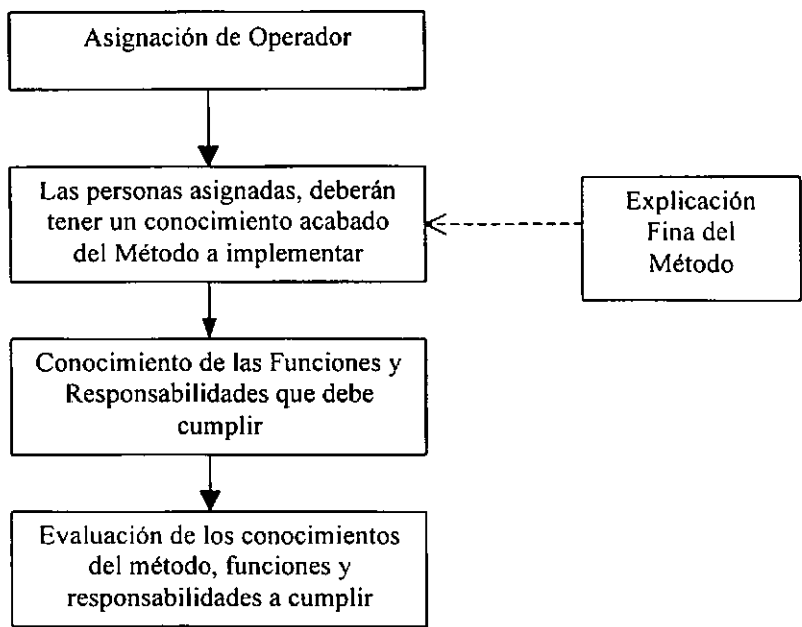 Asignación de Operador
Las personas asignadas, deberán
tener un conocimiento acabado
del Método a implementar
Explicación
Fina del
Método
Conocimiento de las Funciones y
Responsabilidades que debe
cumplir
Evaluación de los conocimientos
del método, funciones y
responsabilidades a cumplir